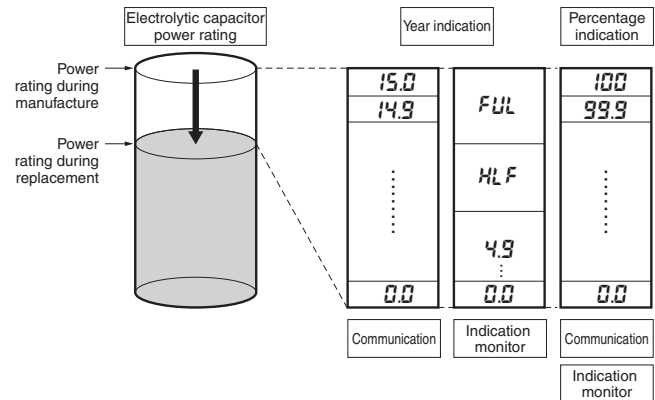 Electrolytic capacitor
power rating
Year indication
Percentage
indication
Power
rating during
manufacture
Power
rating during
replacement
15.0
14.9
0.0
FUL
HLF
4.9
0.0
100
99.9
0.0
Communication
Indication
monitor
Communication
Indication
monitor